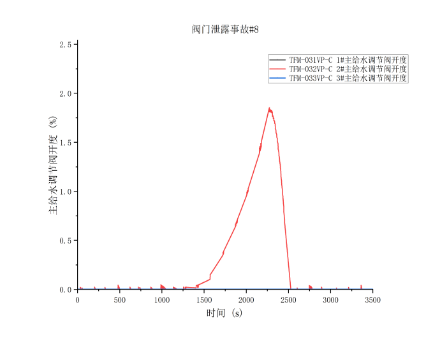 阀门泄露事故#8
TFM-031VP-C 1#主给水调节阀开度
TFM-032VP-C 2#主给水调节阀开度
TFM-033VP-C 3#主给水调节阀开度
主给水调节阀开度 (%)
2.5
2.0
1.5
1.0
0.5
0.0
0 500 1000 1500 2000 2500 3000 3500
时间 (s)